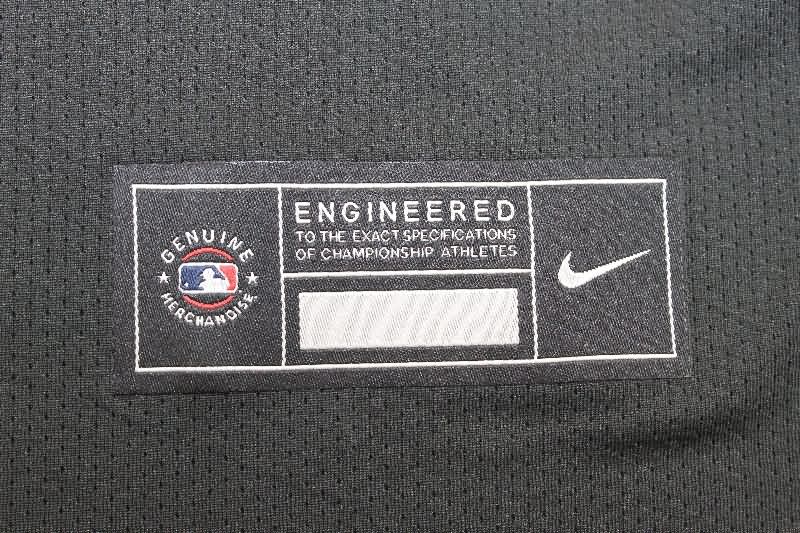 GENUINE
MERCHANDISE
ENGINEERED
TO THE EXACT SPECIFICATIONS
OF CHAMPIONSHIP ATHLETES